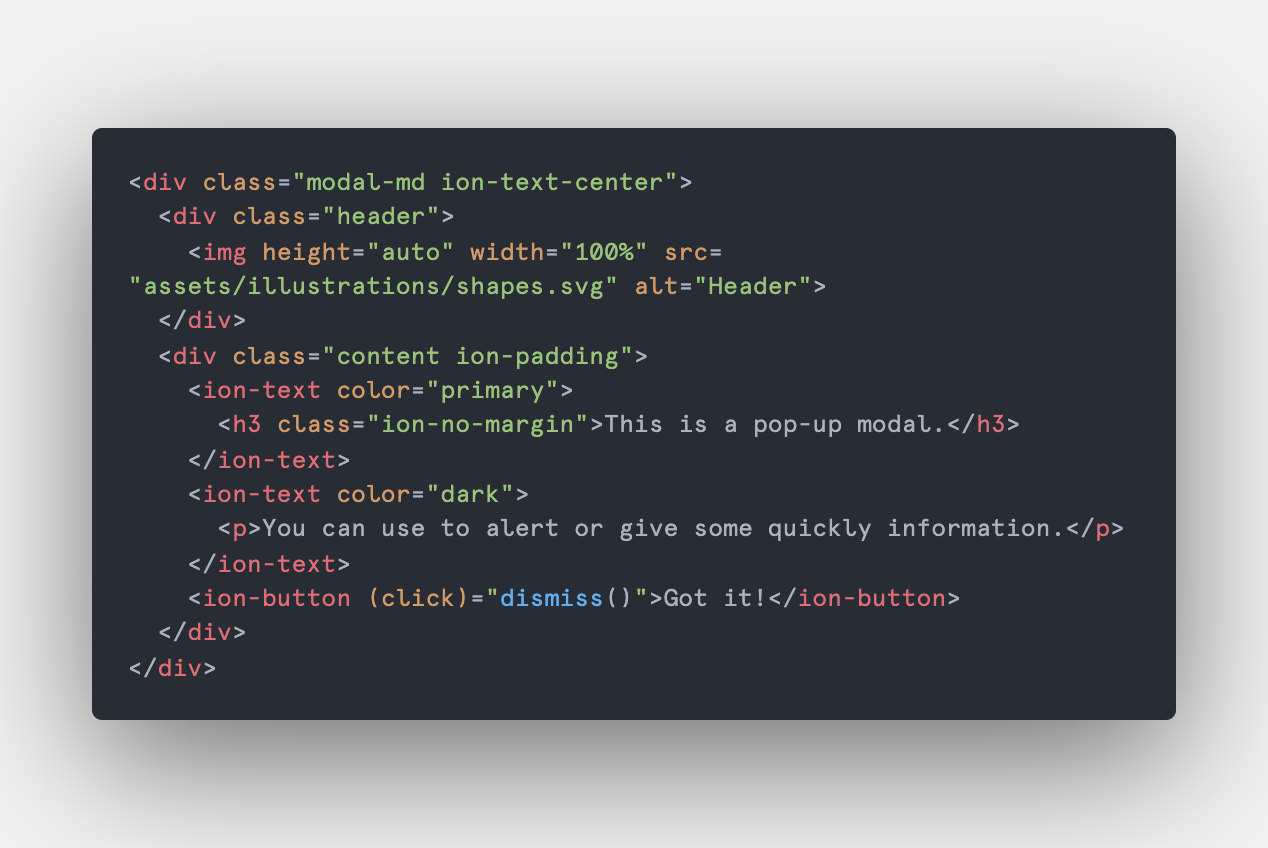 <div class="modal-md ion-text-center">
  <div class="header">
    <img height="auto" width="100%" src=
"assets/illustrations/shapes.svg" alt="Header">
  </div>
  <div class="content ion-padding">
    <ion-text color="primary">
      <h3 class="ion-no-margin">This is a pop-up modal.</h3>
    </ion-text>
    <ion-text color="dark">
      <p>You can use to alert or give some quickly information.</p>
    </ion-text>
    <ion-button (click)="dismiss()">Got it!</ion-button>
  </div>
</div>